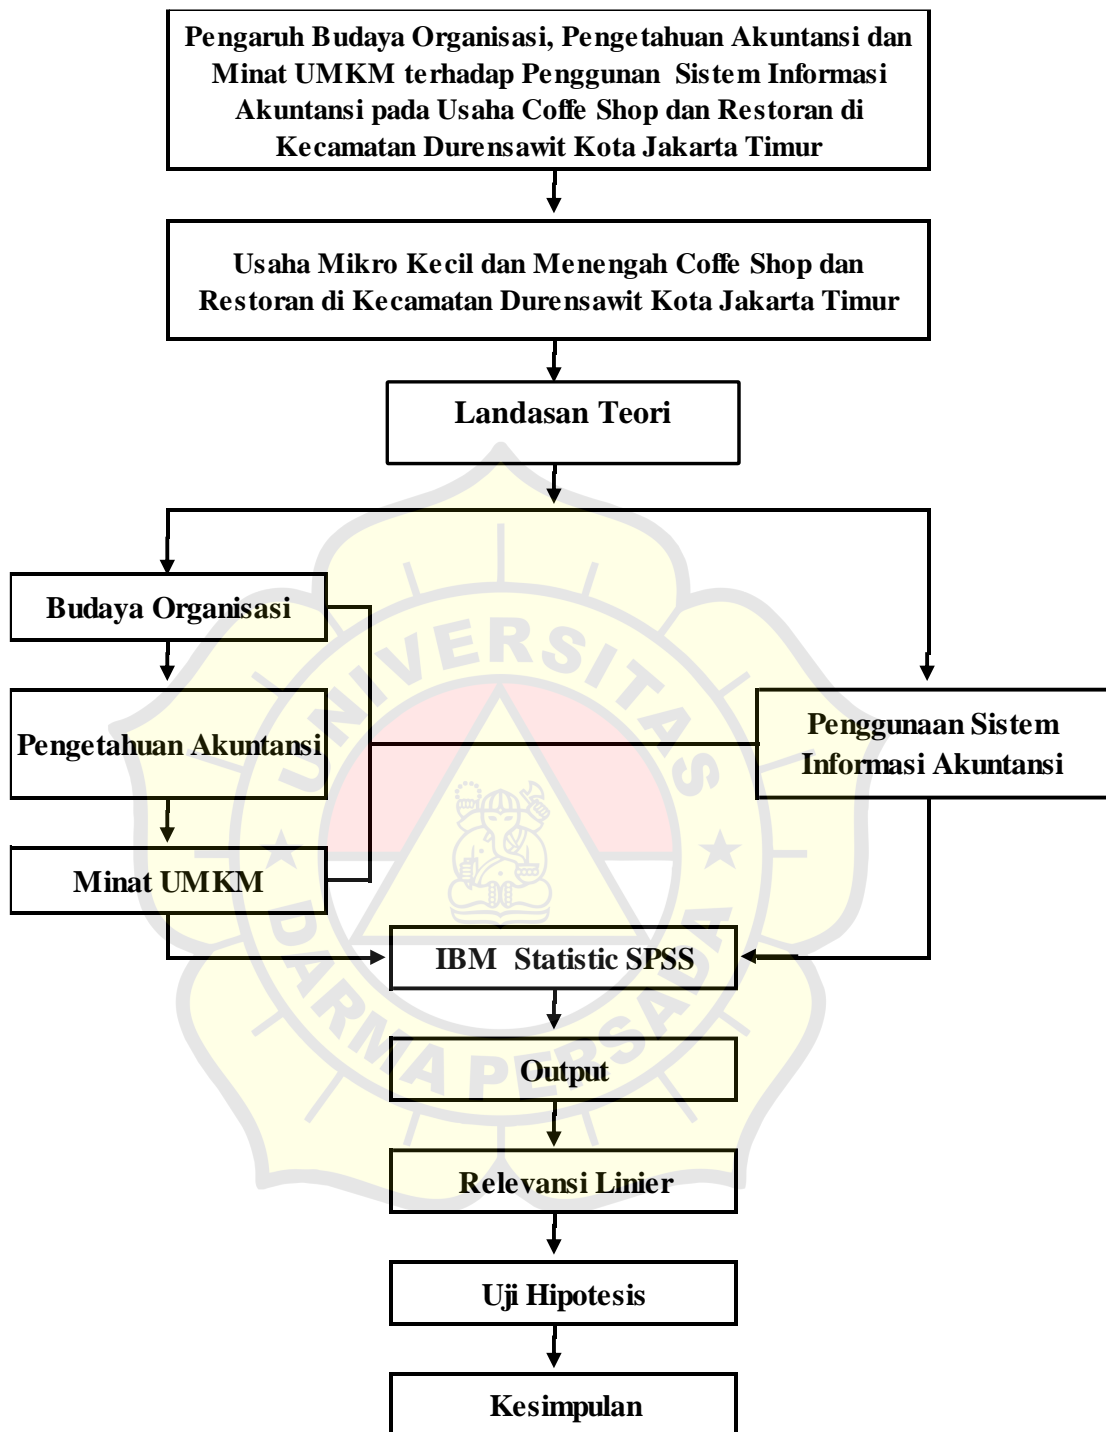 Pengaruh Budaya Organisasi, Pengetahuan Akuntansi dan
Minat UMKM terhadap Penggunan Sistem Informasi
Akuntansi pada Usaha Coffe Shop dan Restoran di
Kecamatan Durensawit Kota Jakarta Timur
Usaha Mikro Kecil dan Menengah Coffe Shop dan
Restoran di Kecamatan Durensawit Kota Jakarta Timur
Landasan Teori
Budaya Organisasi
Pengetahuan Akuntansi
Minat UMKM
Penggunaan Sistem
Informasi Akuntansi
IBM Statistic SPSS
Output
Relevansi Linier
Uji Hipotesis
Kesimpulan
UNIVERSITAS
DARMA PERSADA